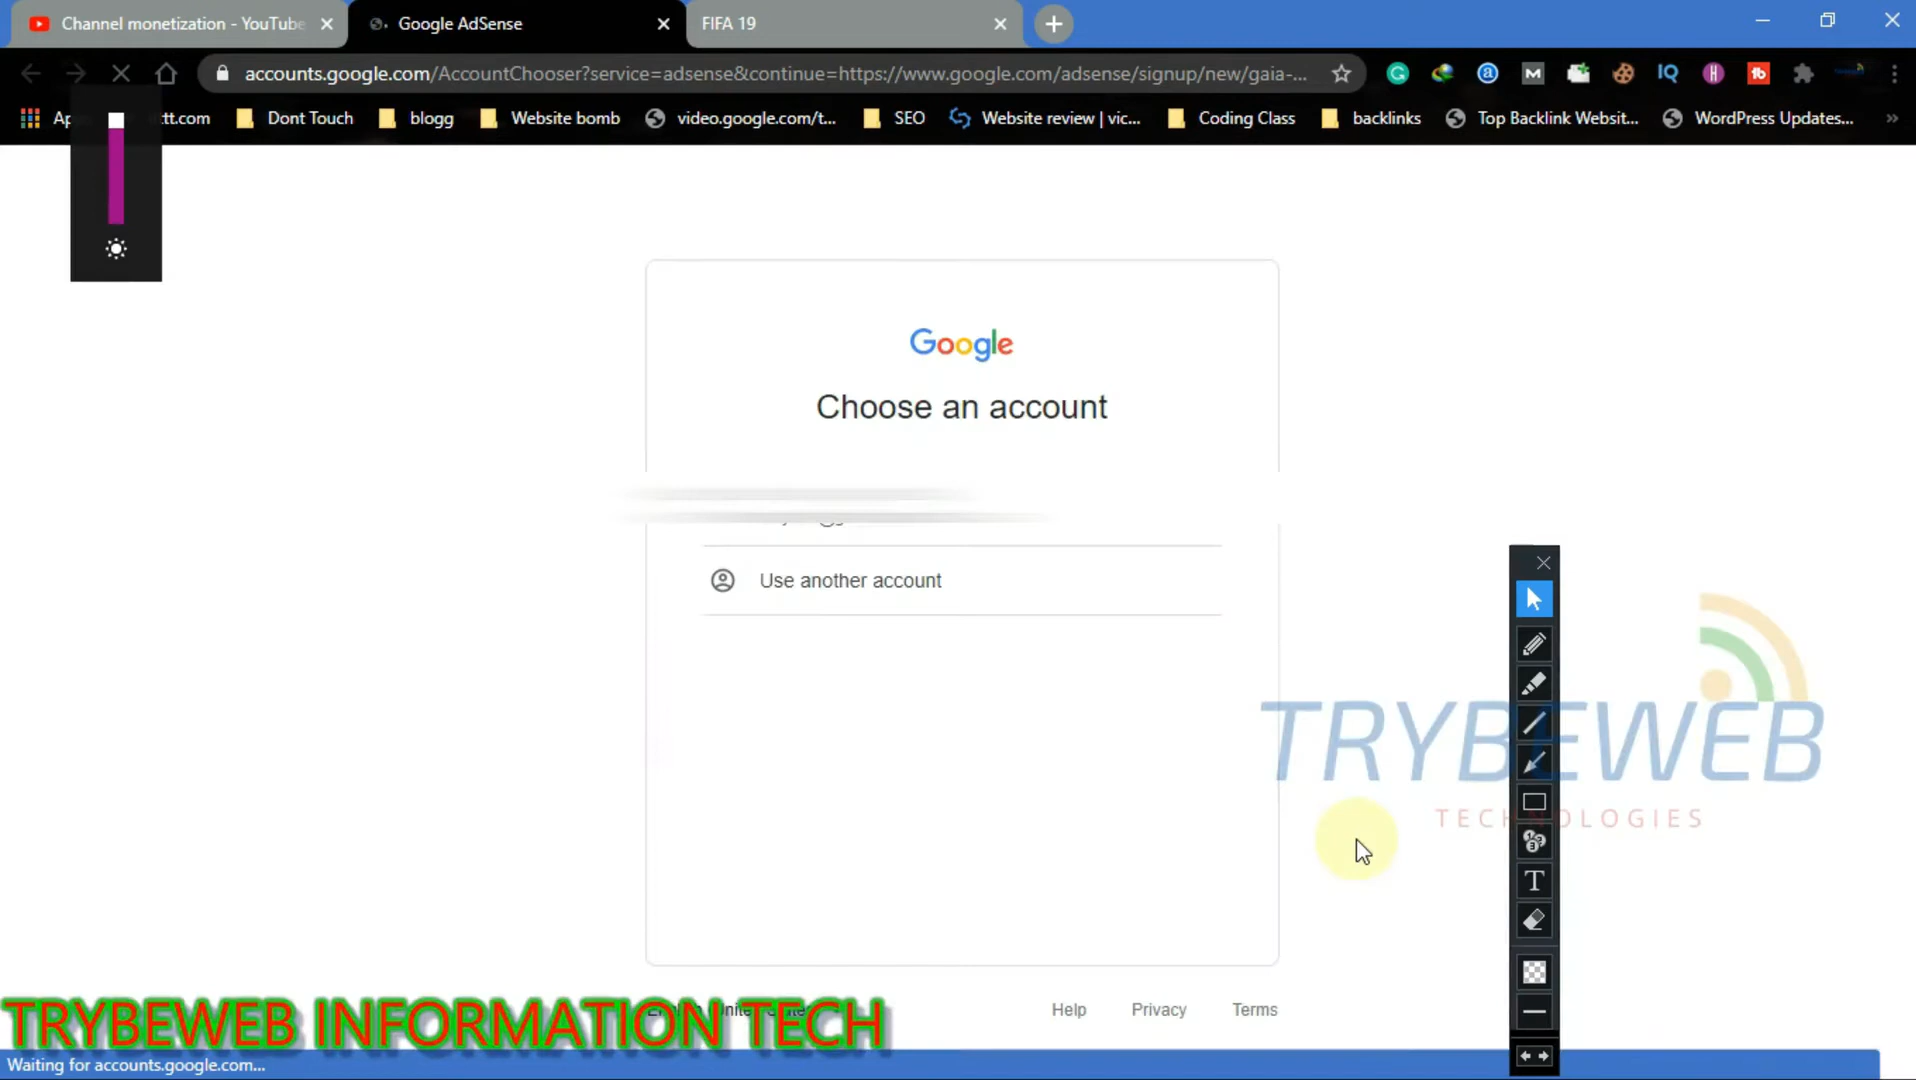 Channel monetization - YouTube
Google AdSense
FIFA 19
accounts.google.com/AccountChooser?service=adsense&continue=https://www.google.com/adsense/signup/new/gaia-...
tt.com
Dont Touch
blogg
Website bomb
video.google.com/t...
SEO
Website review | vic...
Coding Class
backlinks
Top Backlink Websit...
WordPress Updates...
Google
Choose an account
Use another account
TRYBEWEB
TECHNOLOGIES
Help
Privacy
Terms
TRYBEWEB INFORMATION TECH
Waiting for accounts.google.com...